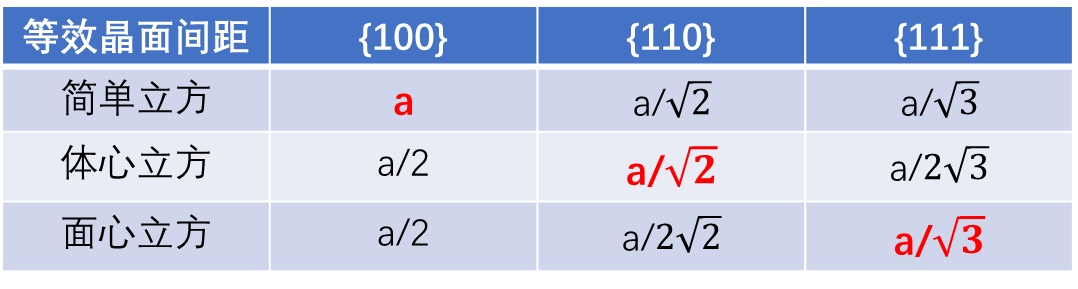 等效晶面间距 {100} {110} {111}
简单立方 a a/√2 a/√3
体心立方 a/2 a/√2 a/2√3
面心立方 a/2 a/2√2 a/√3